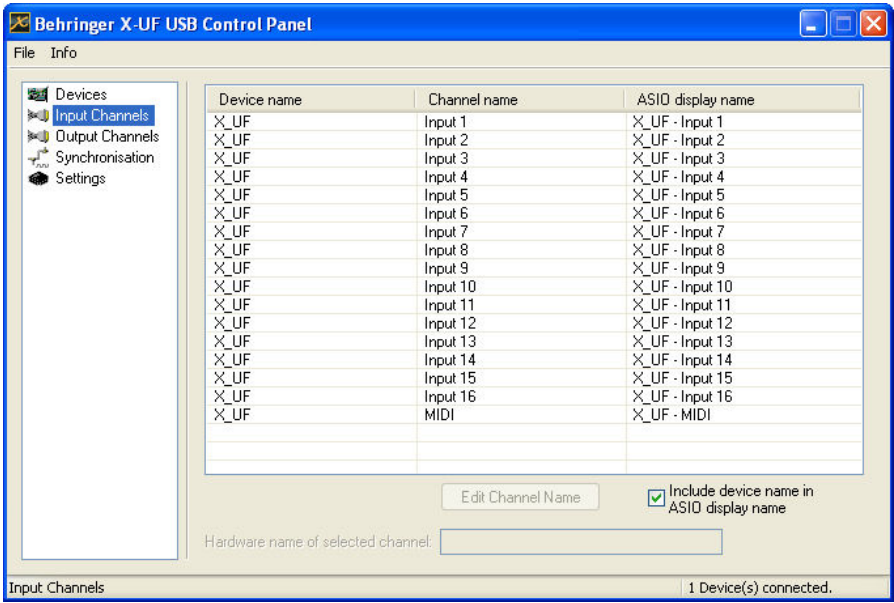 Behringer X-UF USB Control Panel
File Info
Devices
Input Channels
Output Channels
Synchronisation
Settings
Device name Channel name ASIO display name
X_UF Input 1 X_UF - Input 1
X_UF Input 2 X_UF - Input 2
X_UF Input 3 X_UF - Input 3
X_UF Input 4 X_UF - Input 4
X_UF Input 5 X_UF - Input 5
X_UF Input 6 X_UF - Input 6
X_UF Input 7 X_UF - Input 7
X_UF Input 8 X_UF - Input 8
X_UF Input 9 X_UF - Input 9
X_UF Input 10 X_UF - Input 10
X_UF Input 11 X_UF - Input 11
X_UF Input 12 X_UF - Input 12
X_UF Input 13 X_UF - Input 13
X_UF Input 14 X_UF - Input 14
X_UF Input 15 X_UF - Input 15
X_UF Input 16 X_UF - Input 16
X_UF MIDI X_UF - MIDI
Edit Channel Name
Include device name in
ASIO display name
Hardware name of selected channel:
Input Channels 1 Device(s) connected.